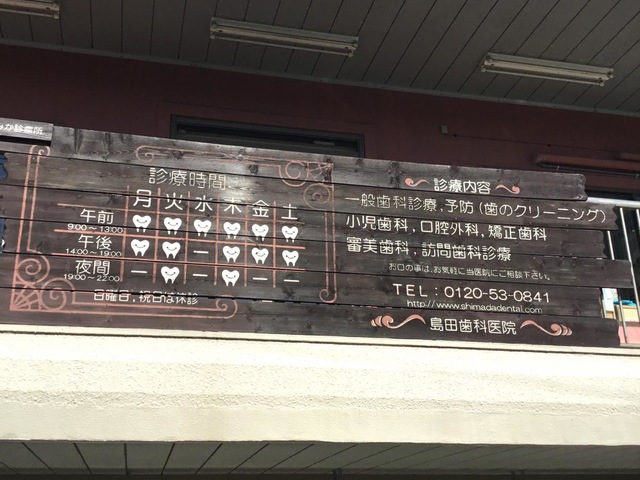 診療所
診療時間
月 火 水 木 金 土
午前
9:00〜13:00
午後 —
14:00〜19:00
夜間 — — — —
19:00〜22:00
日曜日,祝日は休診
診療内容
一般歯科診療,予防(歯のクリーニング)
小児歯科,口腔外科,矯正歯科
審美歯科,訪問歯科診療
お口の事は、お気軽に当医院にご相談下さい。
TEL:0120-53-0841
http://www.shimadadental.com
島田歯科医院